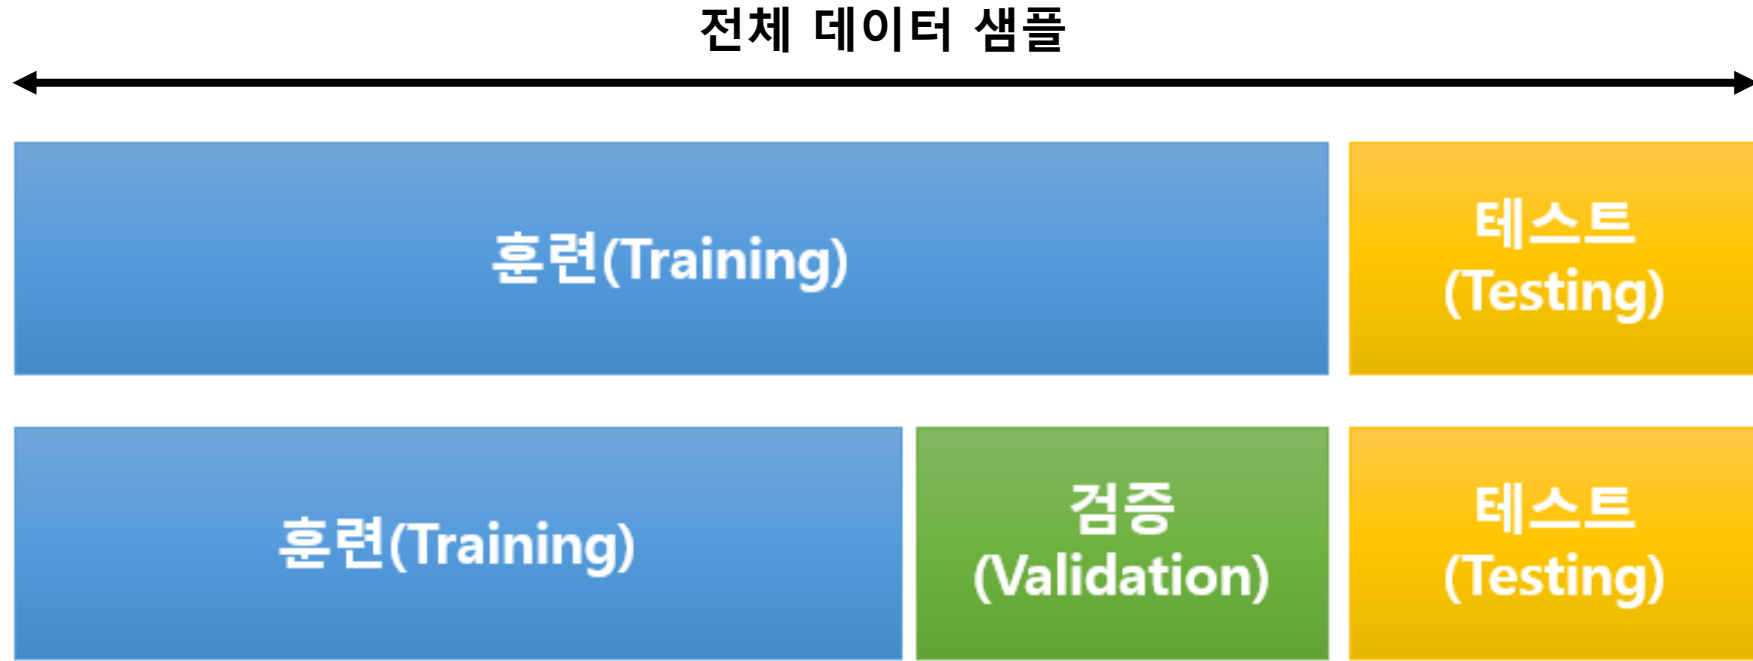 전체 데이터 샘플
훈련(Training)
테스트
(Testing)
훈련(Training)
검증
(Validation)
테스트
(Testing)